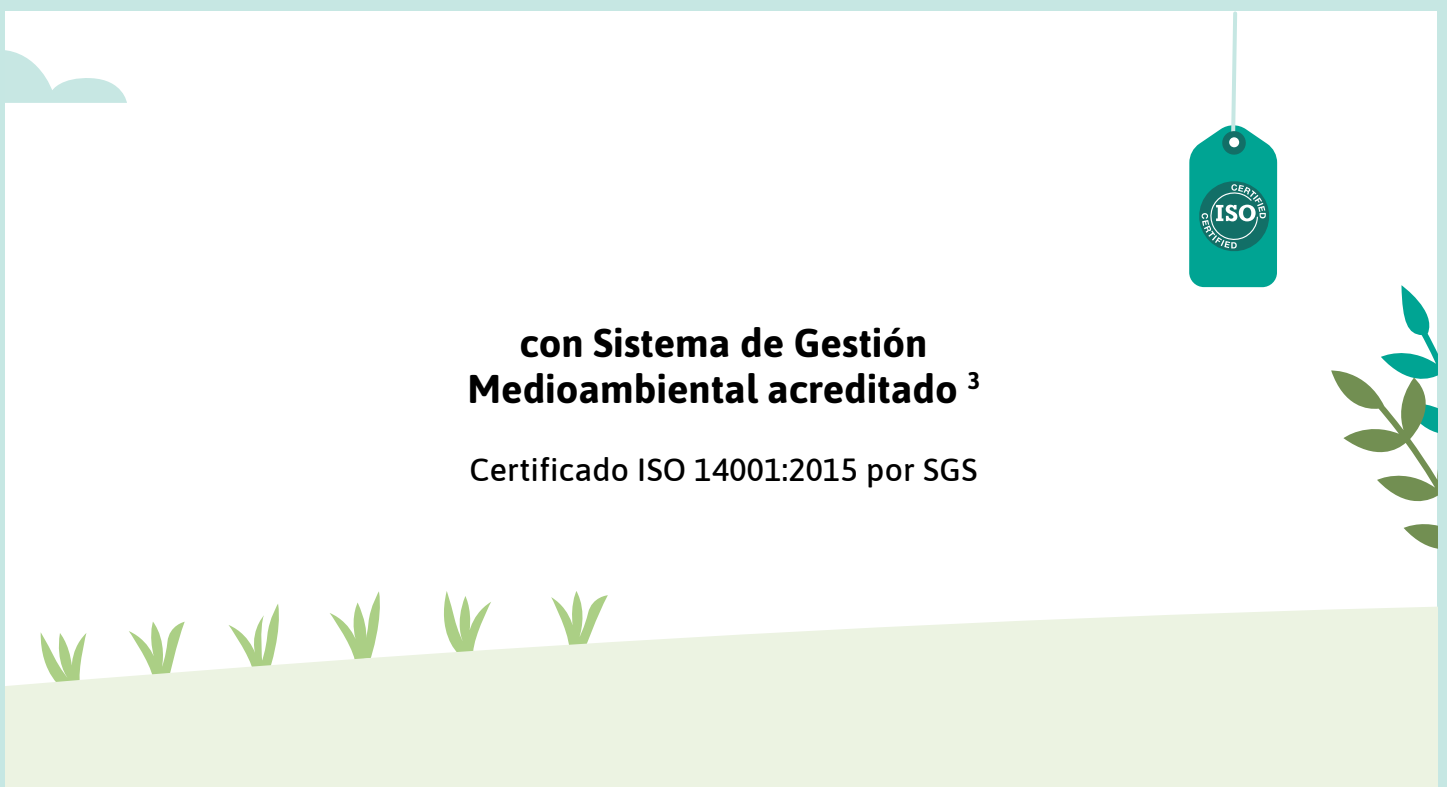 CERTIFIED
ISO
CERTIFIED
con Sistema de Gestión
Medioambiental acreditado ³
Certificado ISO 14001:2015 por SGS